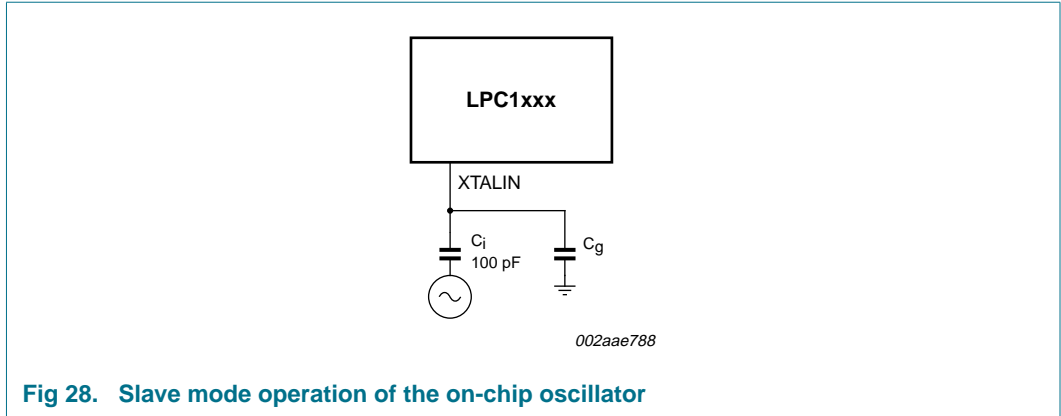 LPC1xxx
XTALIN
Ci
100 pF
Cg
002aae788
Fig 28. Slave mode operation of the on-chip oscillator